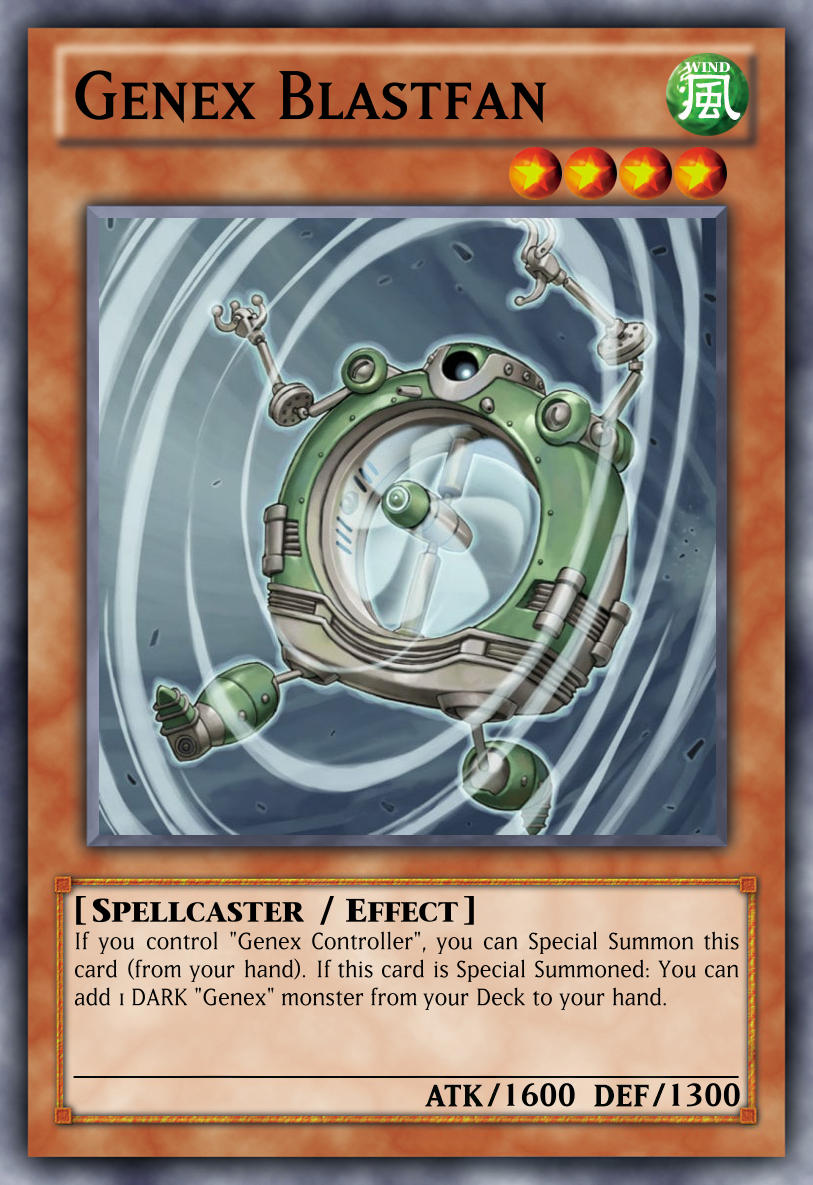 Genex Blastfan
WIND
風
[ Spellcaster / Effect ]
If you control "Genex Controller", you can Special Summon this
card (from your hand). If this card is Special Summoned: You can
add 1 DARK "Genex" monster from your Deck to your hand.
ATK/1600 DEF/1300